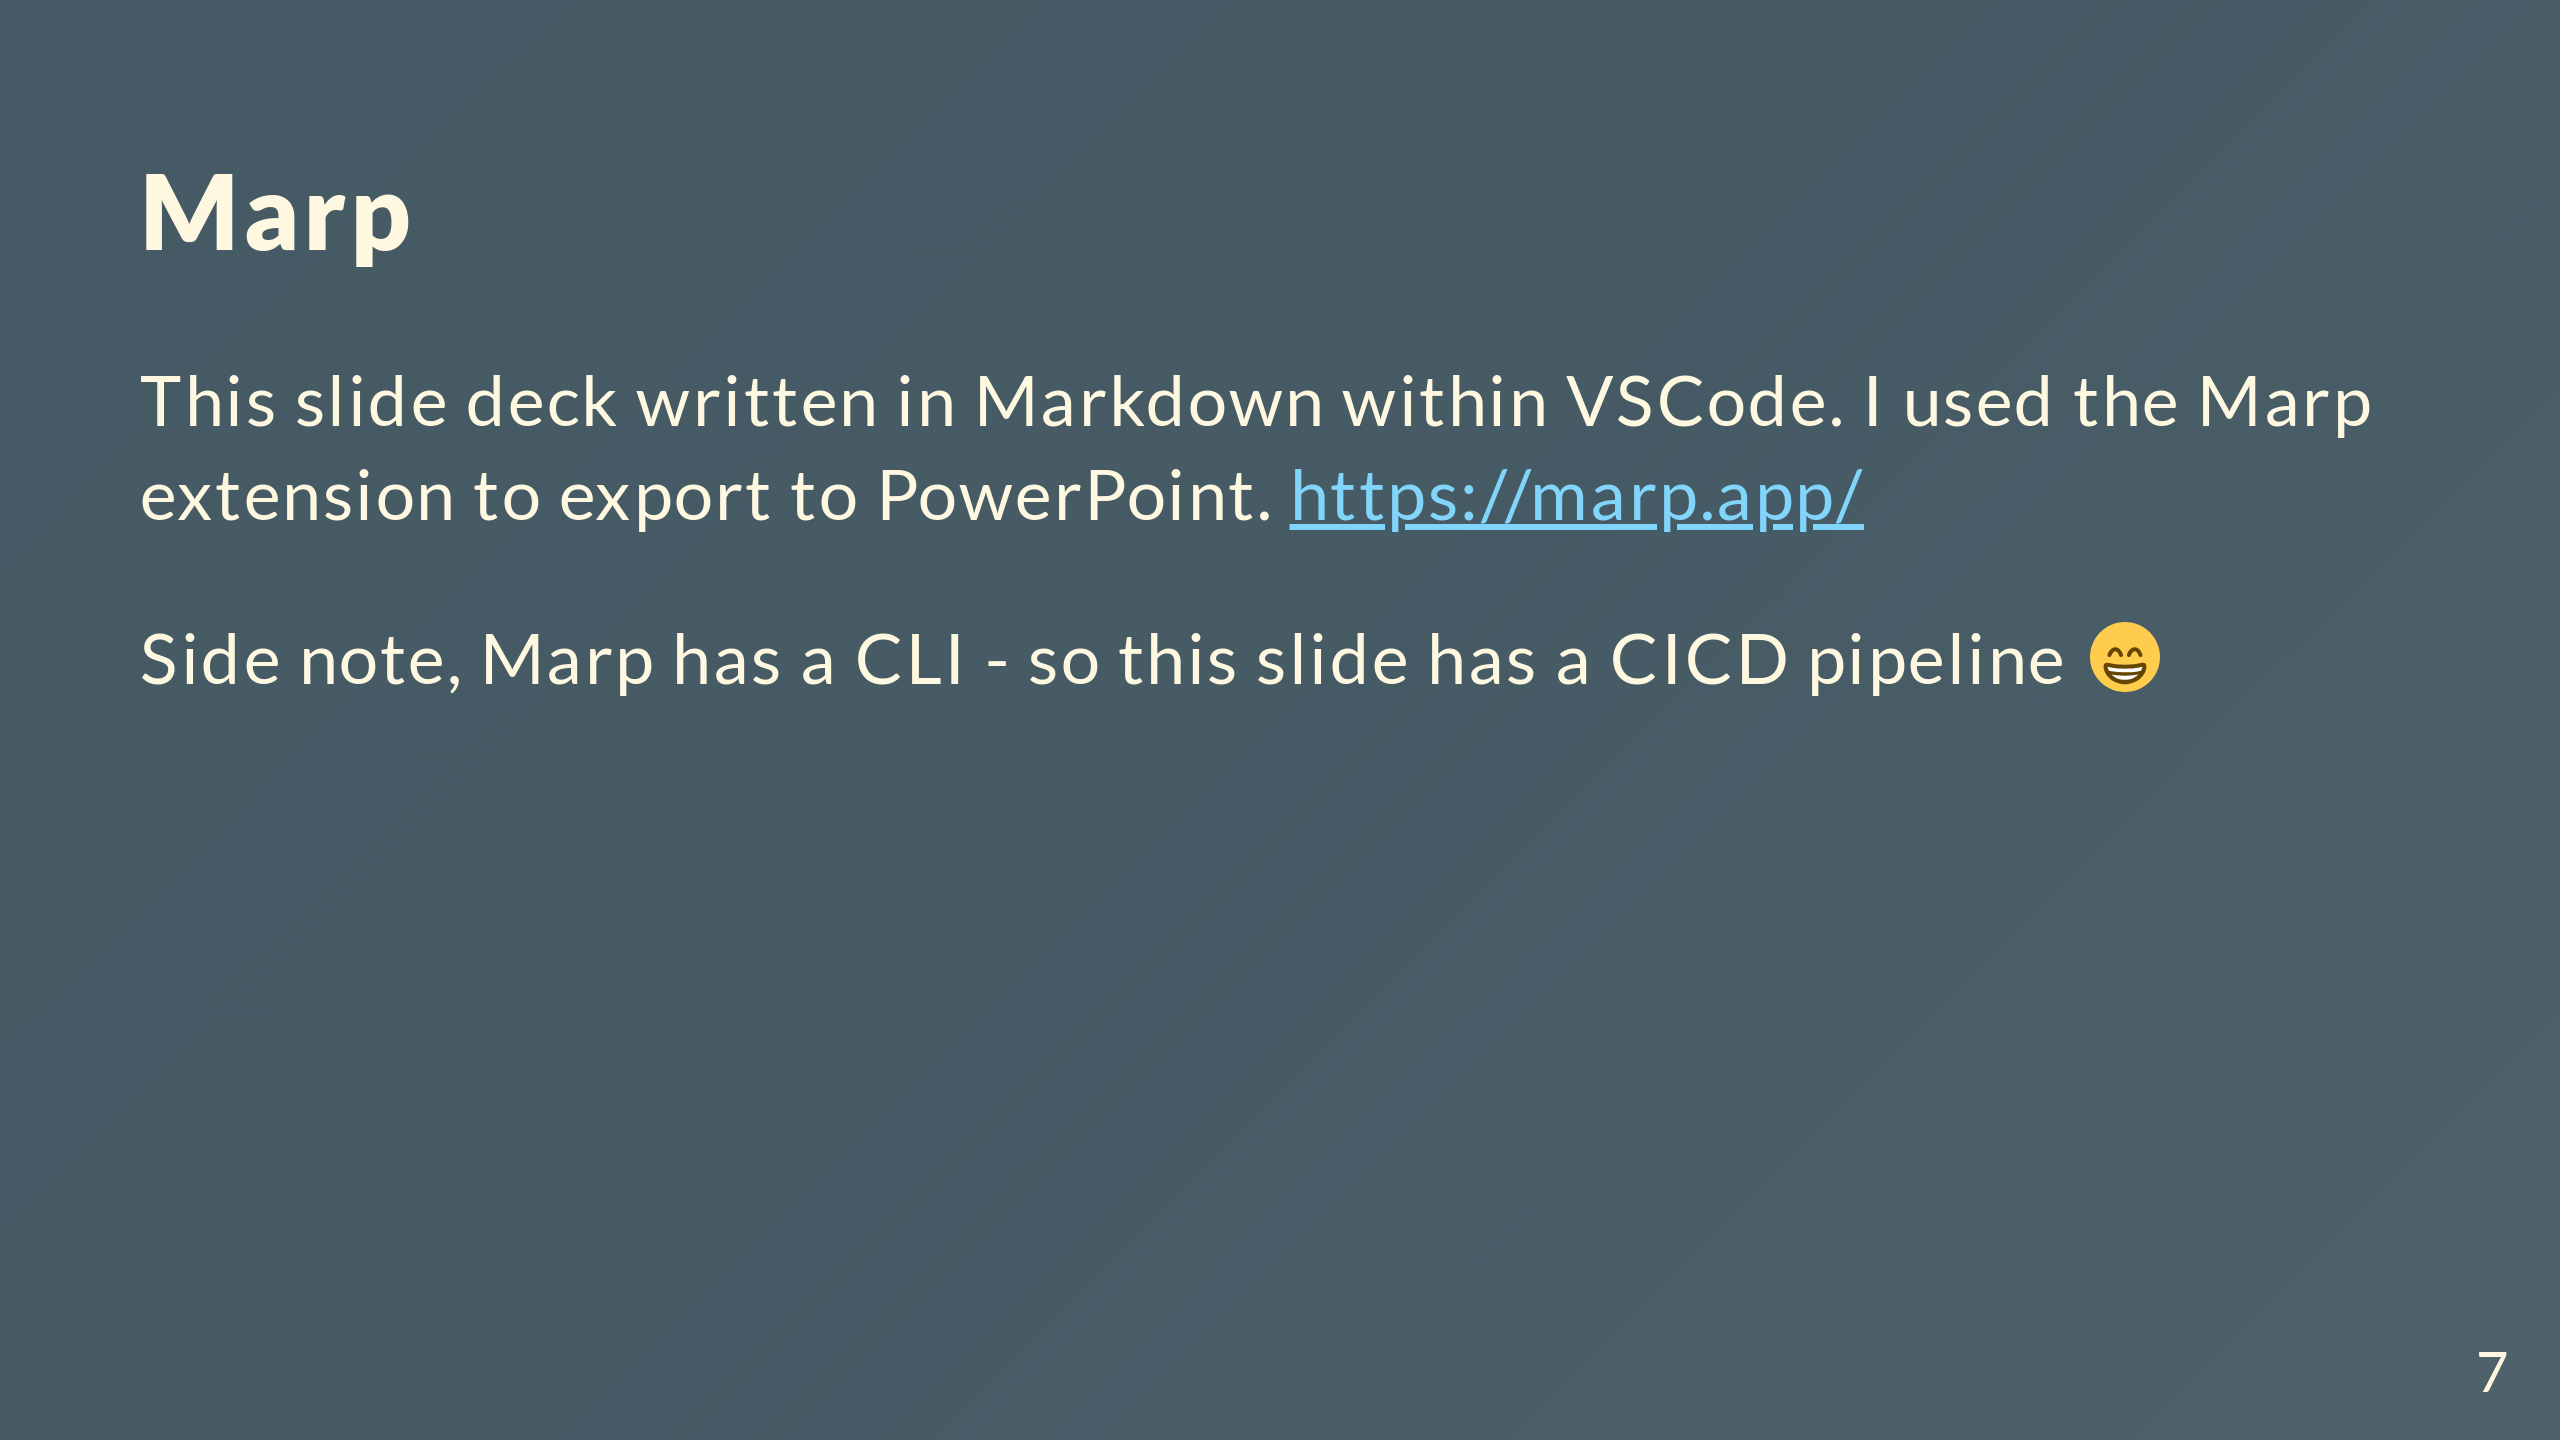 Marp
This slide deck written in Markdown within VSCode. I used the Marp
extension to export to PowerPoint. https://marp.app/
Side note, Marp has a CLI - so this slide has a CICD pipeline 😁
7